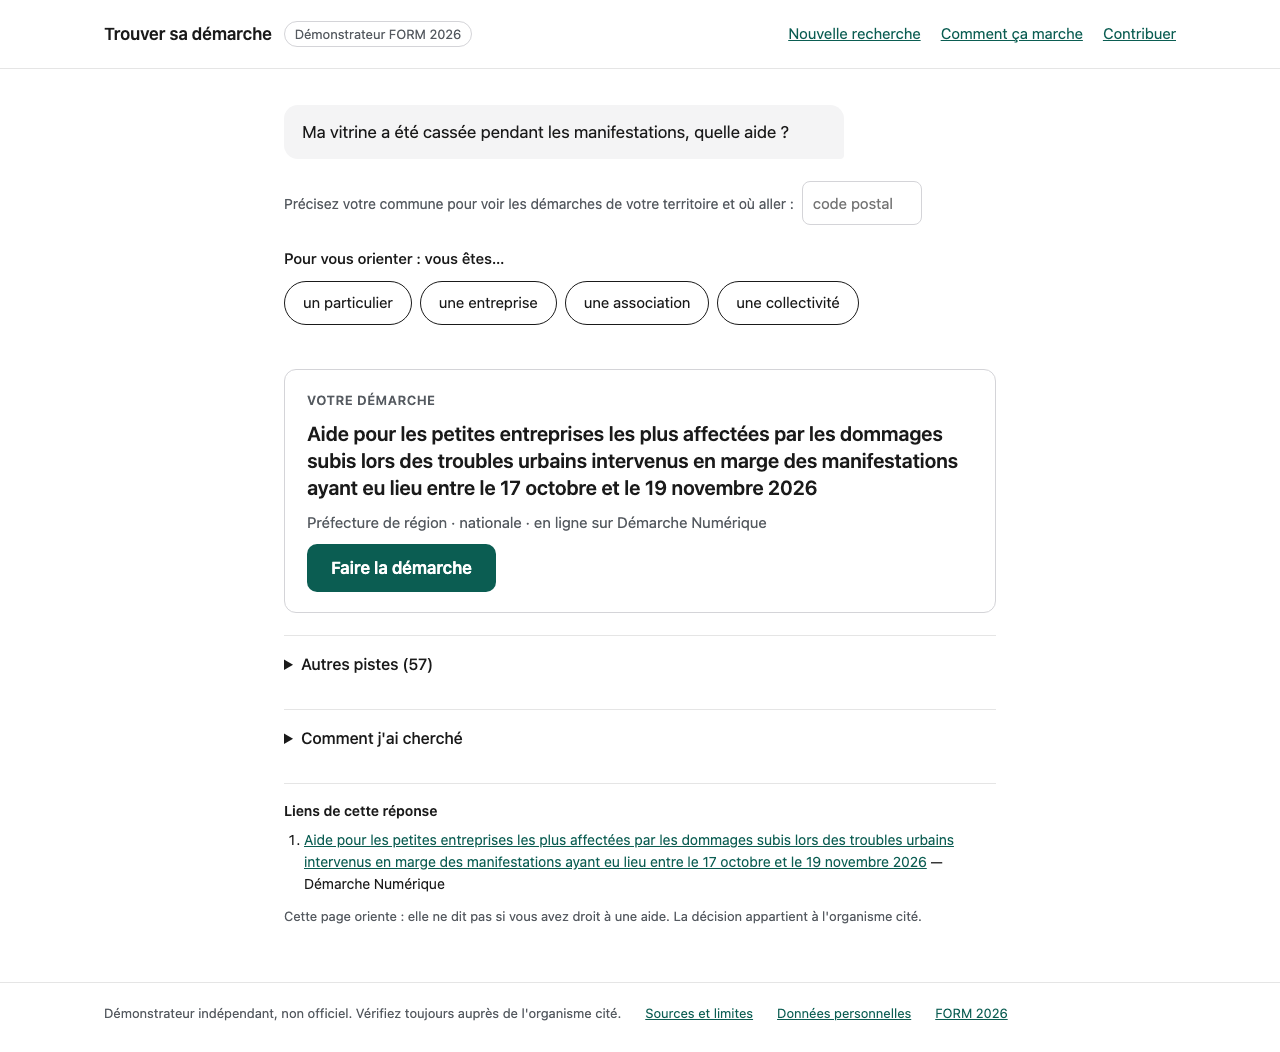 Trouver sa démarche
Démonstrateur FORM 2026
Nouvelle recherche
Comment ça marche
Contribuer
Ma vitrine a été cassée pendant les manifestations, quelle aide ?
Précisez votre commune pour voir les démarches de votre territoire et où aller :
code postal
Pour vous orienter : vous êtes...
un particulier
une entreprise
une association
une collectivité
VOTRE DÉMARCHE
Aide pour les petites entreprises les plus affectées par les dommages
subis lors des troubles urbains intervenus en marge des manifestations
ayant eu lieu entre le 17 octobre et le 19 novembre 2026
Préfecture de région · nationale · en ligne sur Démarche Numérique
Faire la démarche
Autres pistes (57)
Comment j'ai cherché
Liens de cette réponse
1. Aide pour les petites entreprises les plus affectées par les dommages subis lors des troubles urbains
intervenus en marge des manifestations ayant eu lieu entre le 17 octobre et le 19 novembre 2026 —
Démarche Numérique
Cette page oriente : elle ne dit pas si vous avez droit à une aide. La décision appartient à l'organisme cité.
Démonstrateur indépendant, non officiel. Vérifiez toujours auprès de l'organisme cité.
Sources et limites
Données personnelles
FORM 2026